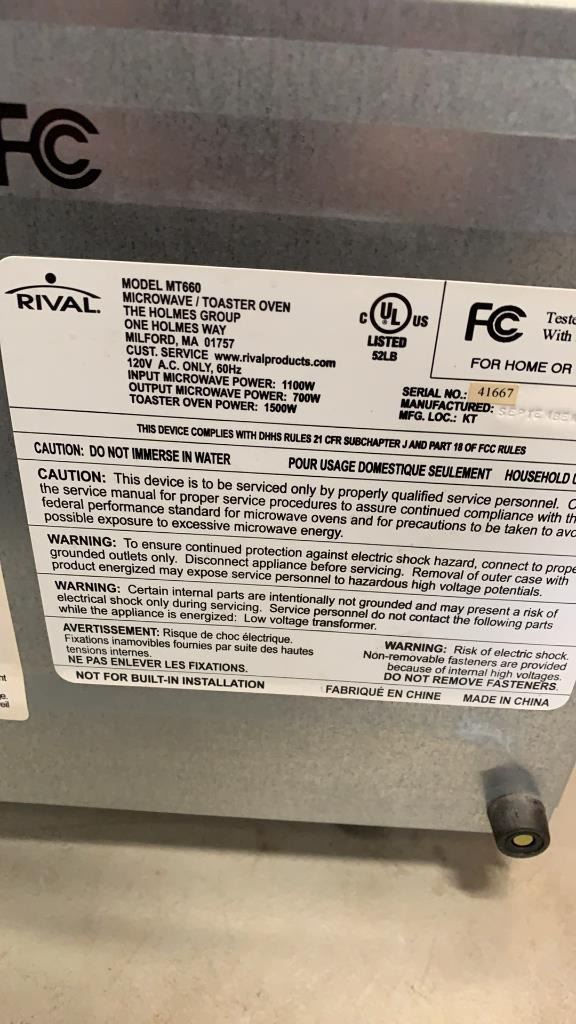 FC
RIVAL.
MODEL MT660
MICROWAVE / TOASTER OVEN
THE HOLMES GROUP
ONE HOLMES WAY
MILFORD, MA 01757
CUST. SERVICE www.rivalproducts.com
120V A.C. ONLY, 60Hz
INPUT MICROWAVE POWER: 1100W
OUTPUT MICROWAVE POWER: 700W
TOASTER OVEN POWER: 1500W
C UL US
LISTED
52LB
FC
Teste
With
FOR HOME OR
SERIAL NO.: 41667
MANUFACTURED:
MFG. LOC.: KT
THIS DEVICE COMPLIES WITH DHHS RULES 21 CFR SUBCHAPTER J AND PART 18 OF FCC RULES
CAUTION: DO NOT IMMERSE IN WATER POUR USAGE DOMESTIQUE SEULEMENT HOUSEHOLD
CAUTION: This device is to be serviced only by properly qualified service personnel. C
the service manual for proper service procedures to assure continued compliance with th
federal performance standard for microwave ovens and for precautions to be taken to avo
possible exposure to excessive microwave energy.
WARNING: To ensure continued protection against electric shock hazard, connect to prope
grounded outlets only. Disconnect appliance before servicing. Removal of outer case with
product energized may expose service personnel to hazardous high voltage potentials.
WARNING: Certain internal parts are intentionally not grounded and may present a risk of
electrical shock only during servicing. Service personnel do not contact the following parts
while the appliance is energized: Low voltage transformer.
AVERTISSEMENT: Risque de choc électrique.
Fixations inamovibles fournies par suite des hautes
tensions internes.
NE PAS ENLEVER LES FIXATIONS.
WARNING: Risk of electric shock.
Non-removable fasteners are provided
because of internal high voltages.
DO NOT REMOVE FASTENERS.
NOT FOR BUILT-IN INSTALLATION FABRIQUÉ EN CHINE MADE IN CHINA